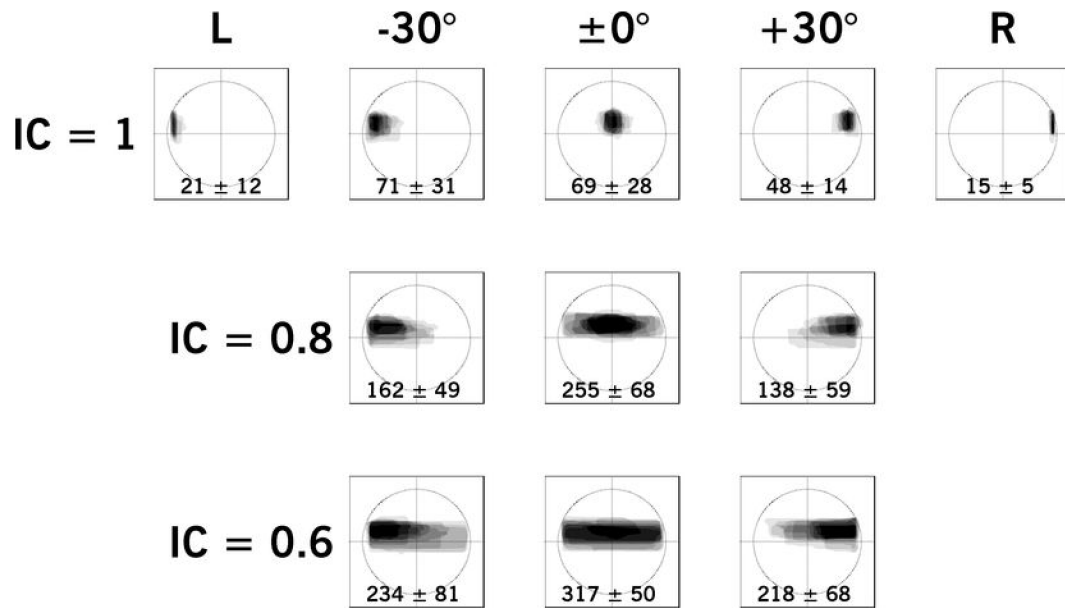 L -30° ±0° +30° R
IC = 1
21 ± 12 71 ± 31 69 ± 28 48 ± 14 15 ± 5
IC = 0.8
162 ± 49 255 ± 68 138 ± 59
IC = 0.6
234 ± 81 317 ± 50 218 ± 68